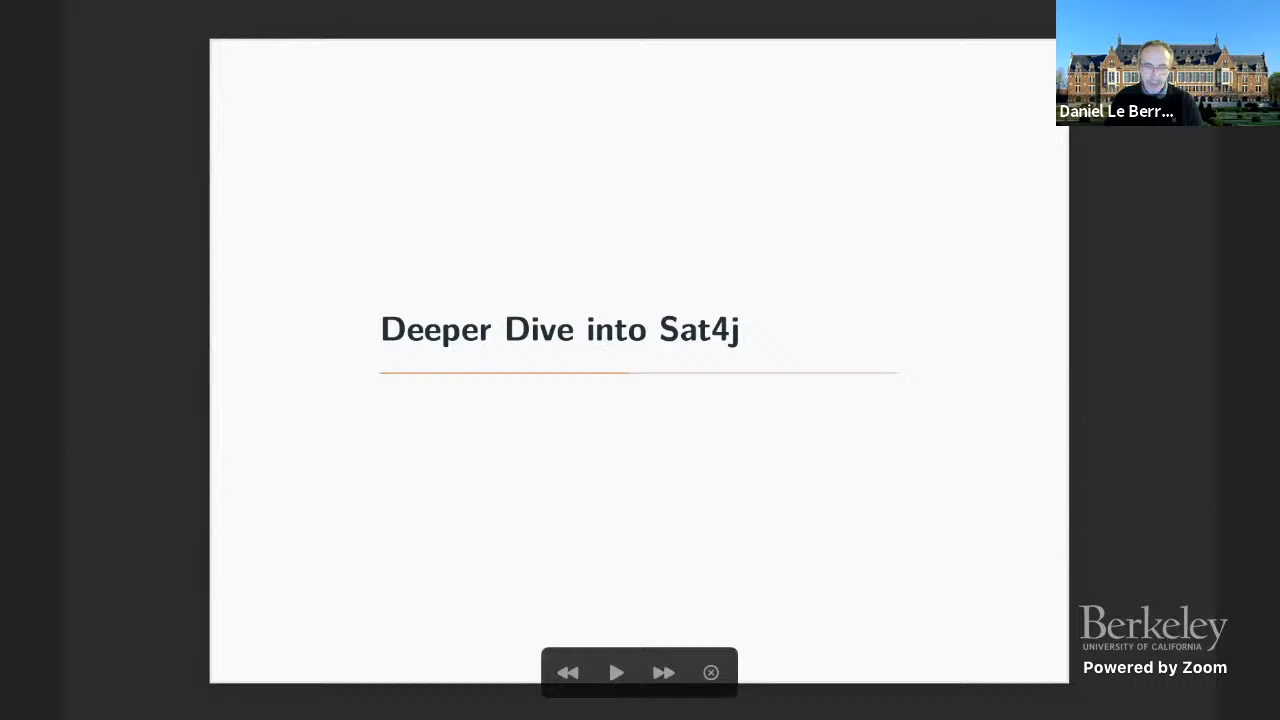 Daniel Le Berr...
Deeper Dive into Sat4j
Berkeley
UNIVERSITY OF CALIFORNIA
Powered by Zoom